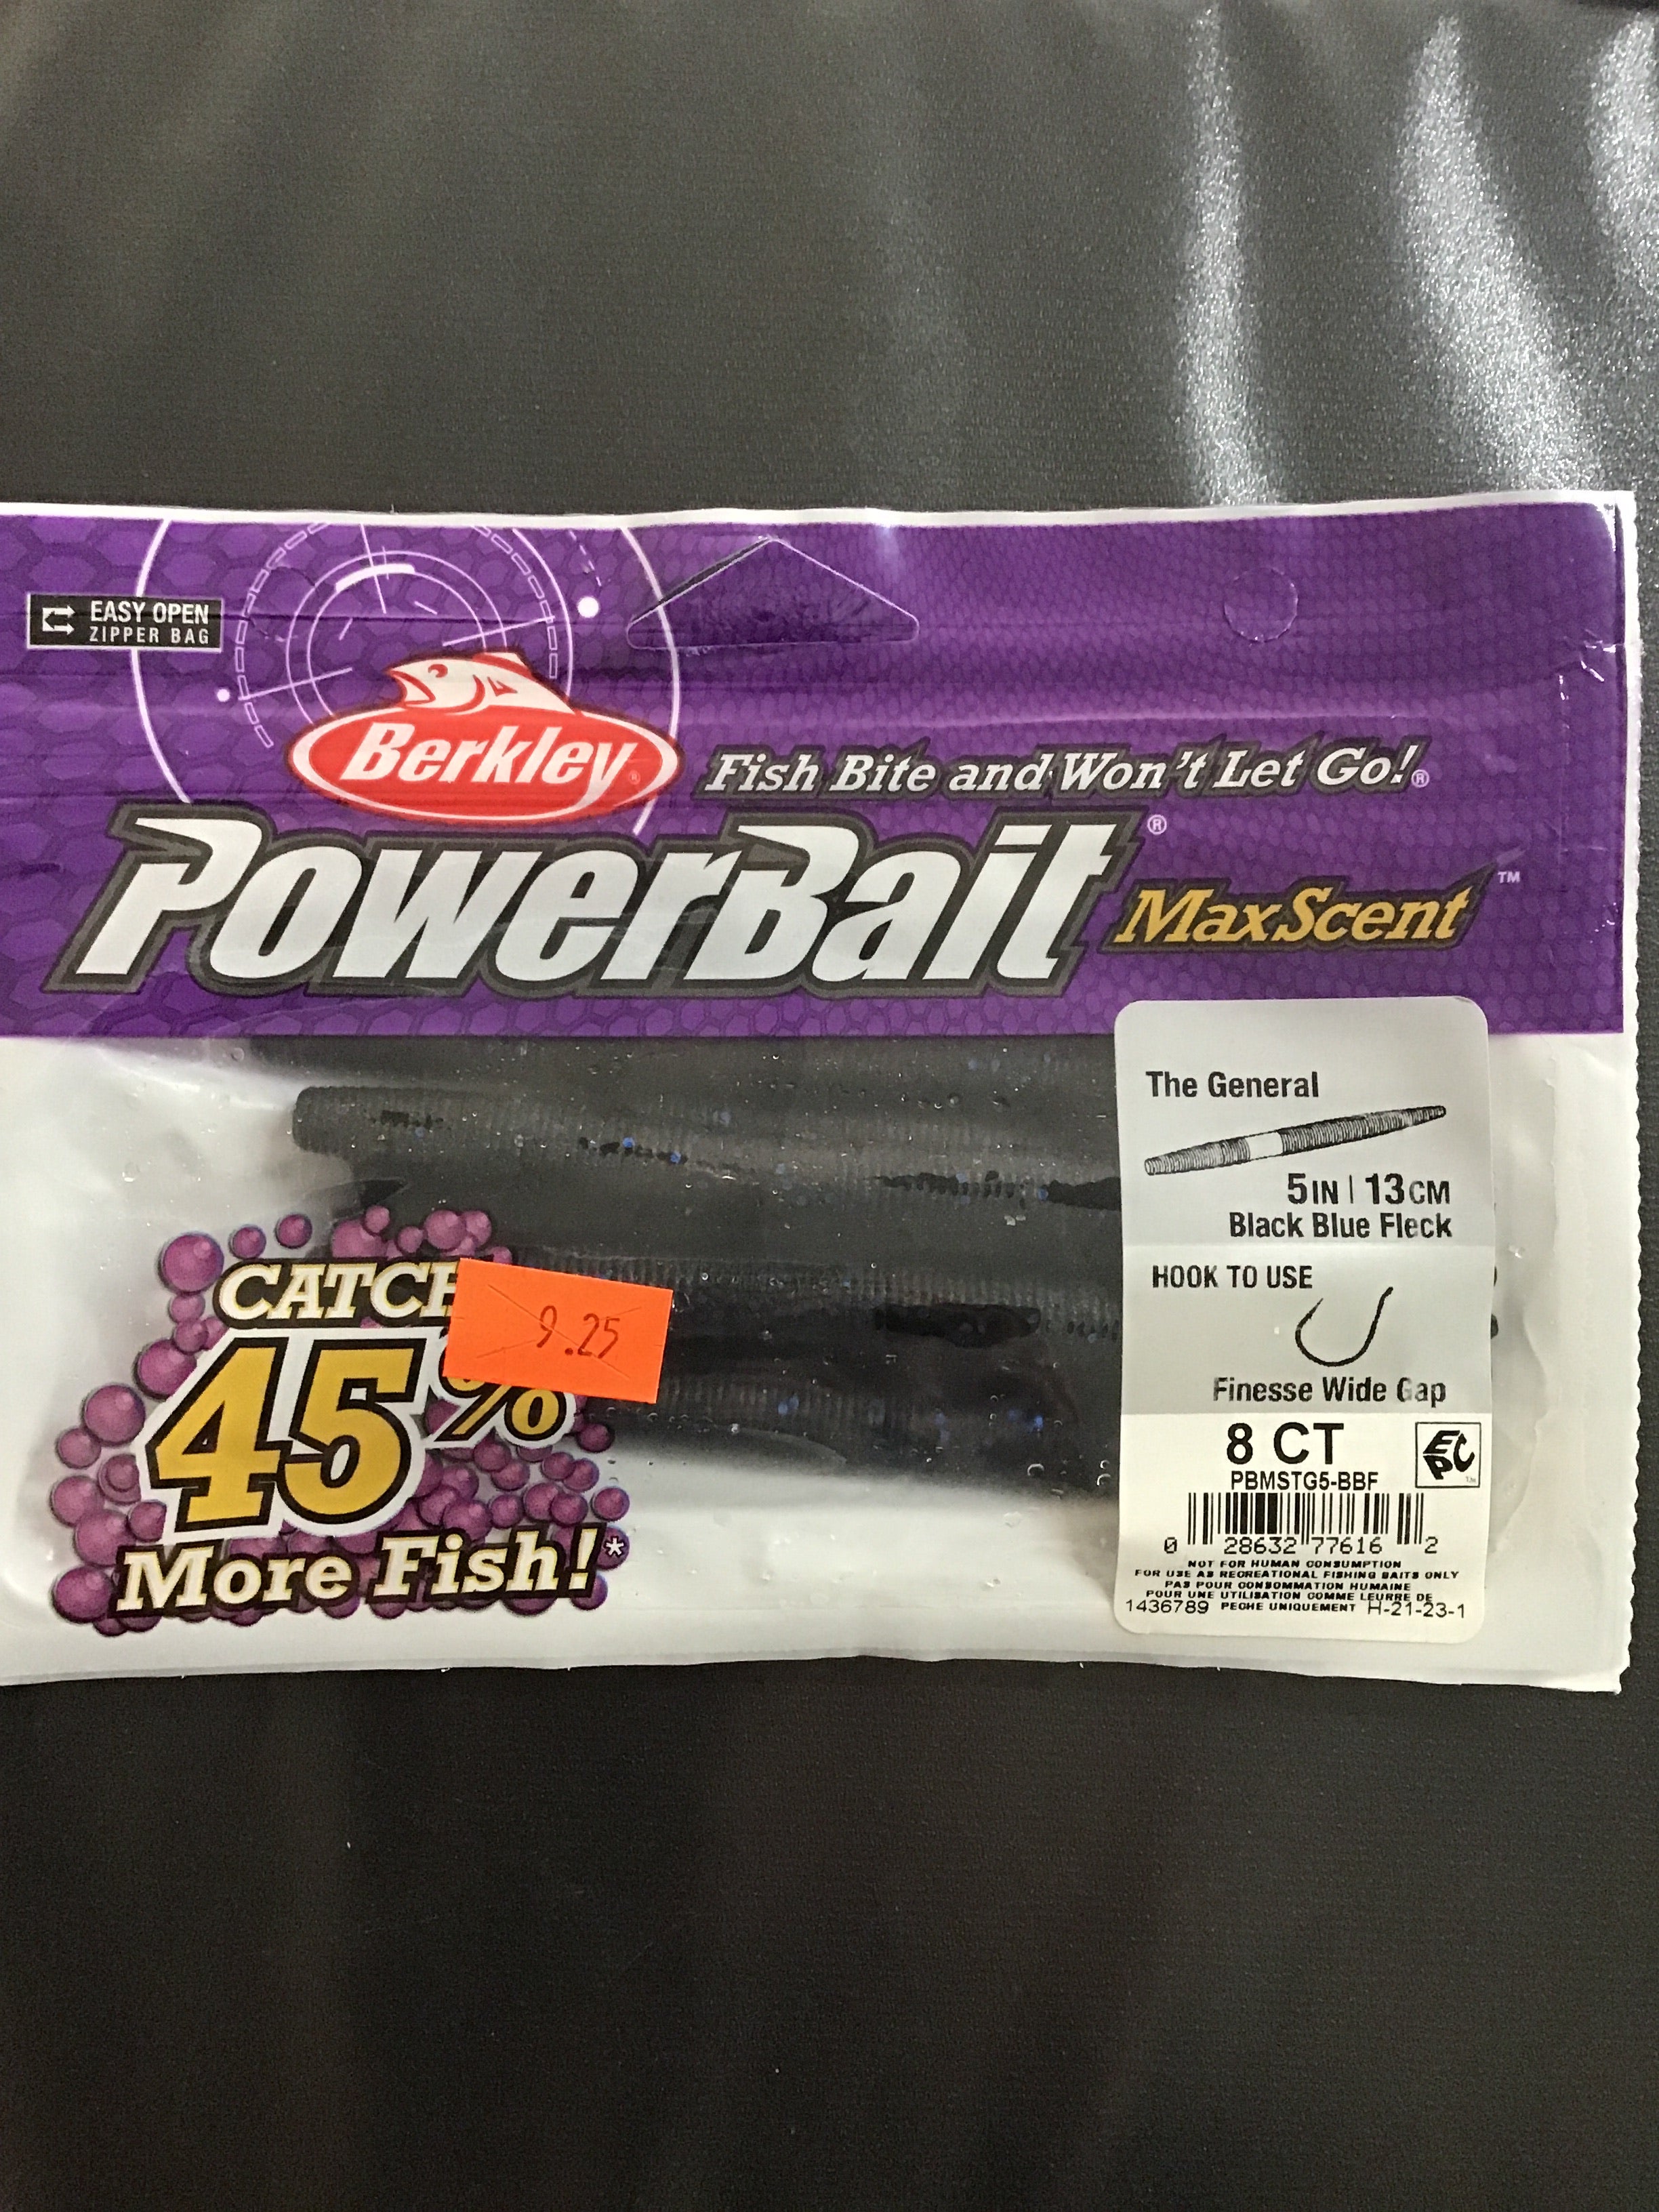 EASY OPEN
ZIPPER BAG
Berkley®
Fish Bite and Won't Let Go!®
PowerBait®
MaxScent™
The General
5IN | 13CM
Black Blue Fleck
HOOK TO USE
Finesse Wide Gap
8 CT
EPC
PBMSTG5-BBF
0 28632 77616 2
NOT FOR HUMAN CONSUMPTION
FOR USE AS RECREATIONAL FISHING BAITS ONLY
PAS POUR CONSOMMATION HUMAINE
POUR UNE UTILISATION COMME LEURRE DE
1436789 PECHE UNIQUEMENT H-21-23-1
CATCH
9.25
45%
More Fish!*